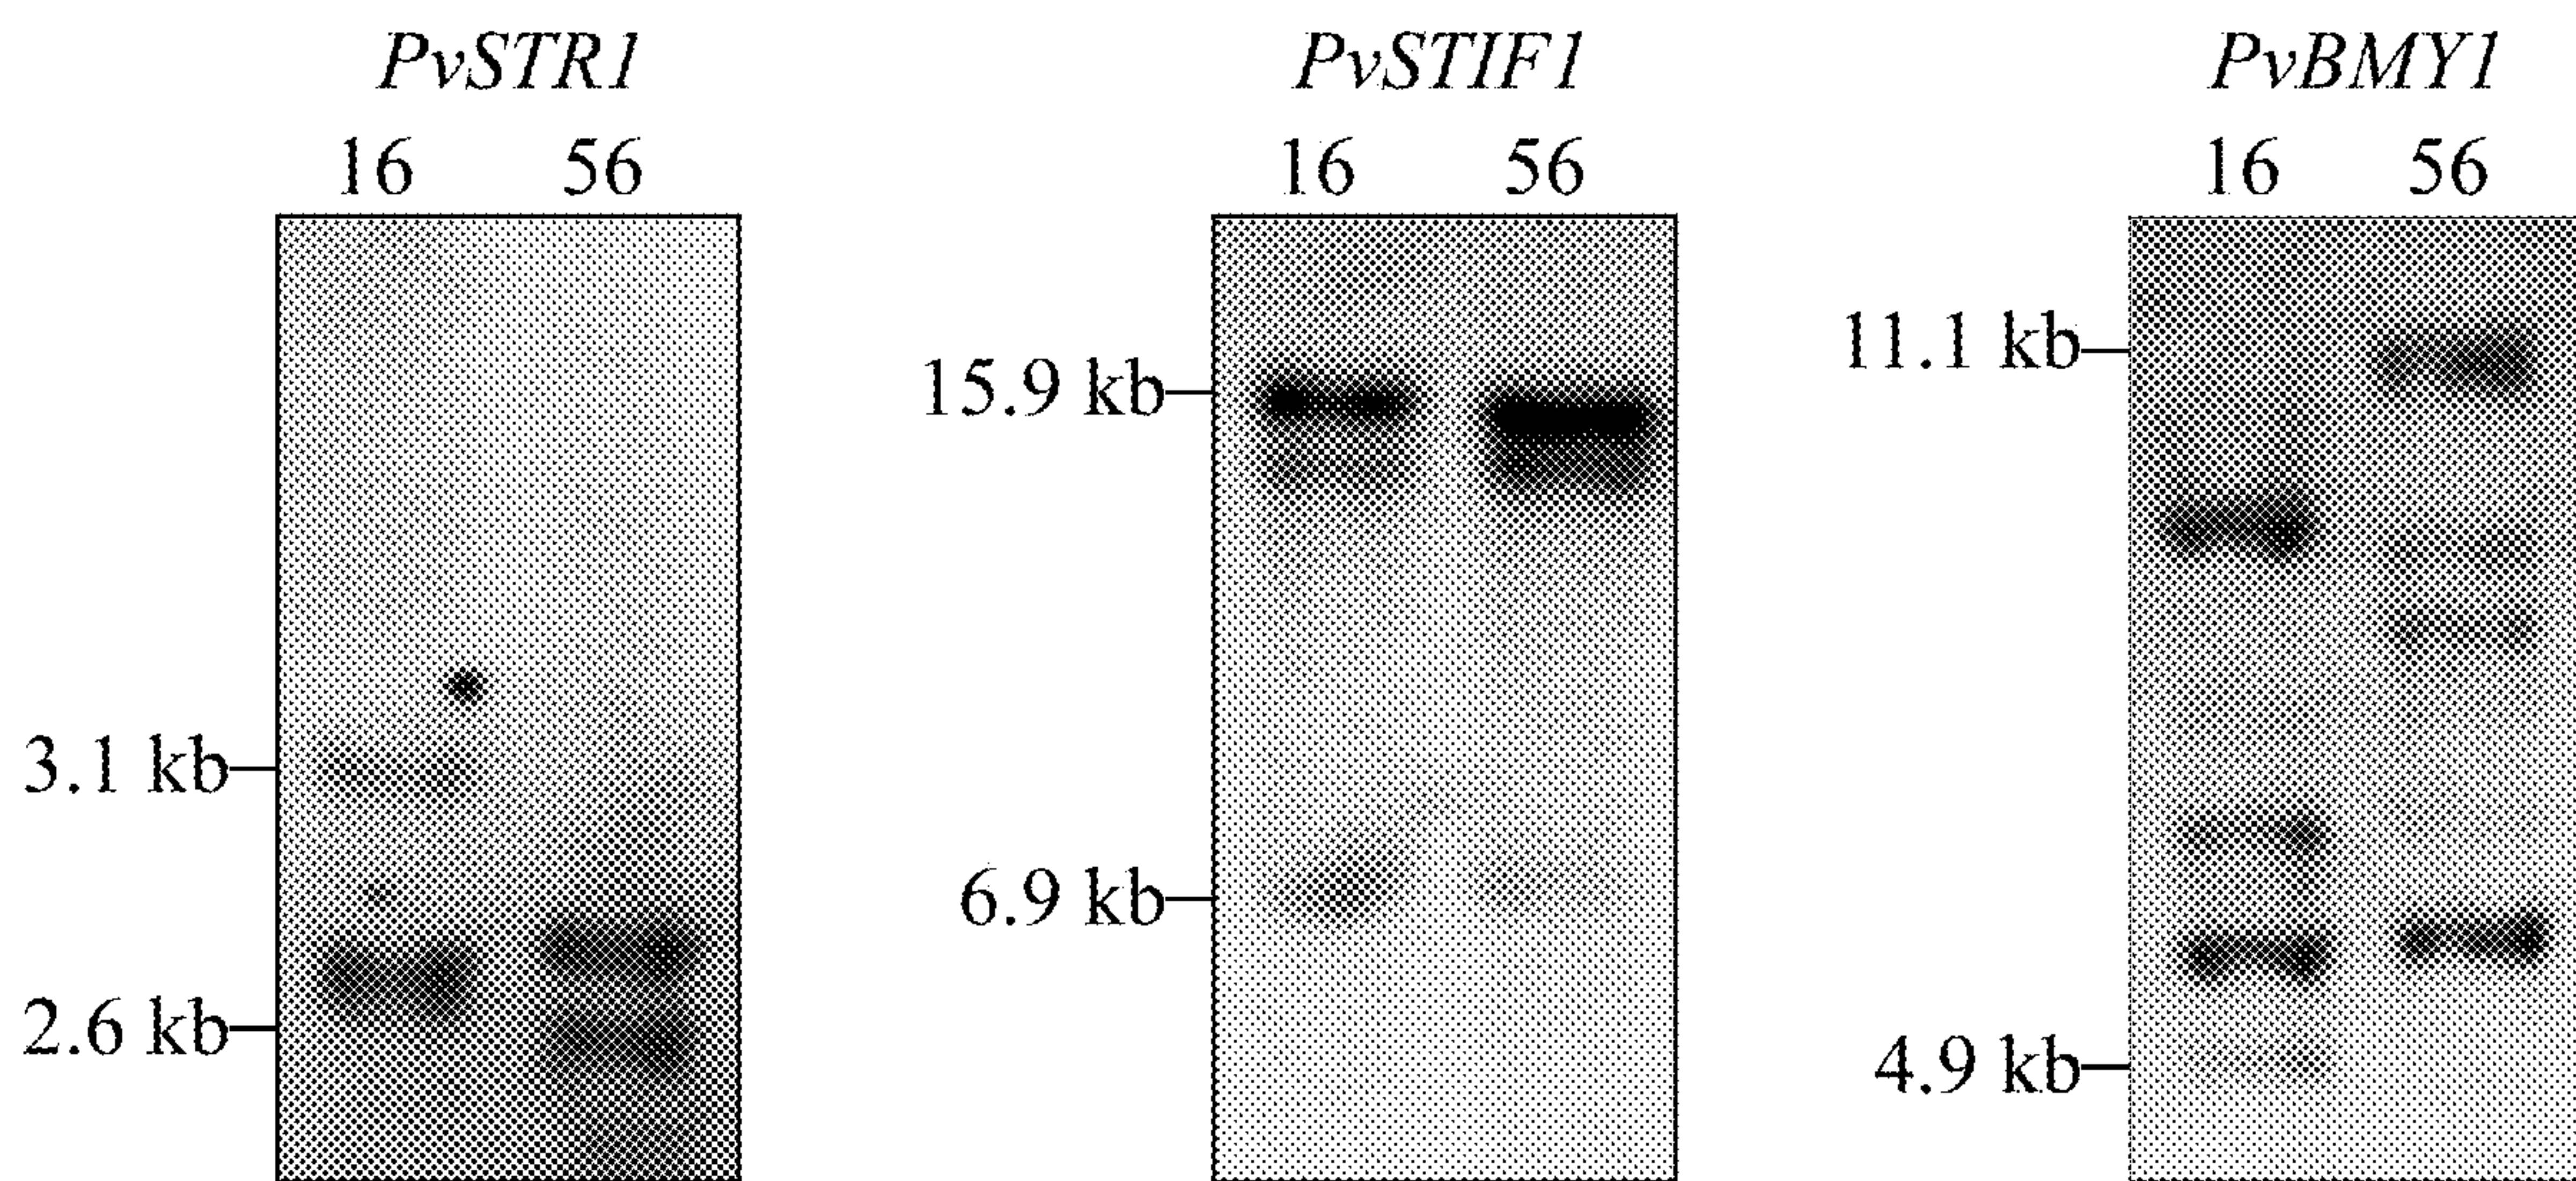 PvSTR1 PvSTIF1 PvBMY1
16 56 16 56 16 56
11.1 kb
15.9 kb
3.1 kb
6.9 kb
2.6 kb
4.9 kb